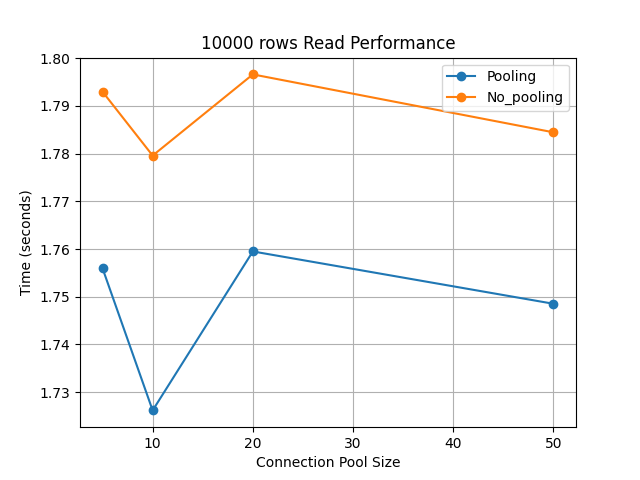 10000 rows Read Performance
Pooling
No_pooling
Time (seconds)
1.80
1.79
1.78
1.77
1.76
1.75
1.74
1.73
10 20 30 40 50
Connection Pool Size